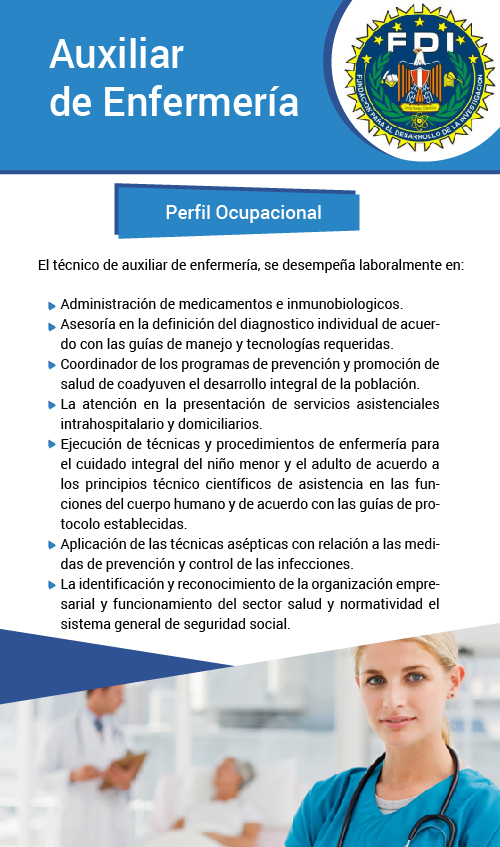 Auxiliar
de Enfermería
FDI
FUNDACION PARA EL DESARROLLO DE LA INVESTIGACION
Perfil Ocupacional
El técnico de auxiliar de enfermería, se desempeña laboralmente en:
Administración de medicamentos e inmunobiologicos.
Asesoría en la definición del diagnostico individual de acuer-
do con las guías de manejo y tecnologías requeridas.
Coordinador de los programas de prevención y promoción de
salud de coadyuven el desarrollo integral de la población.
La atención en la presentación de servicios asistenciales
intrahospitalario y domiciliarios.
Ejecución de técnicas y procedimientos de enfermería para
el cuidado integral del niño menor y el adulto de acuerdo a
los principios técnico científicos de asistencia en las fun-
ciones del cuerpo humano y de acuerdo con las guías de pro-
tocolo establecidas.
Aplicación de las técnicas asépticas con relación a las medi-
das de prevención y control de las infecciones.
La identificación y reconocimiento de la organización empre-
sarial y funcionamiento del sector salud y normatividad el
sistema general de seguridad social.